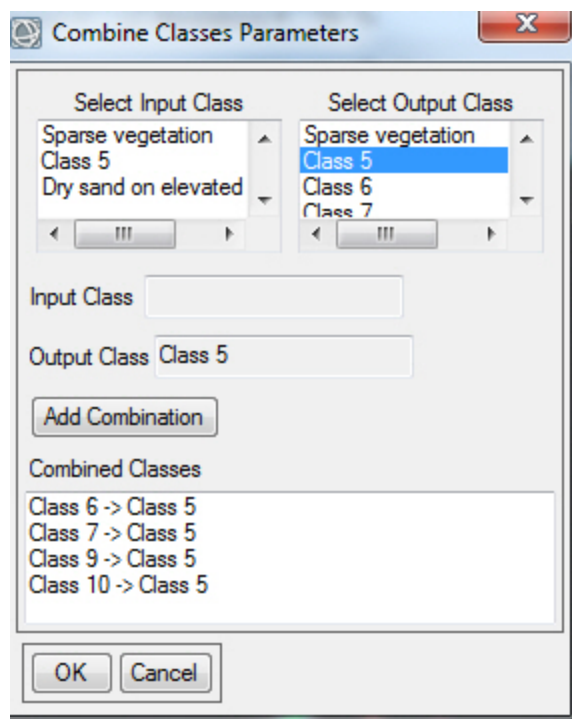 Combine Classes Parameters
Select Input Class
Sparse vegetation
Class 5
Dry sand on elevated
Select Output Class
Sparse vegetation
Class 5
Class 6
Class 7
Input Class
Output Class Class 5
Add Combination
Combined Classes
Class 6 -> Class 5
Class 7 -> Class 5
Class 9 -> Class 5
Class 10 -> Class 5
OK Cancel